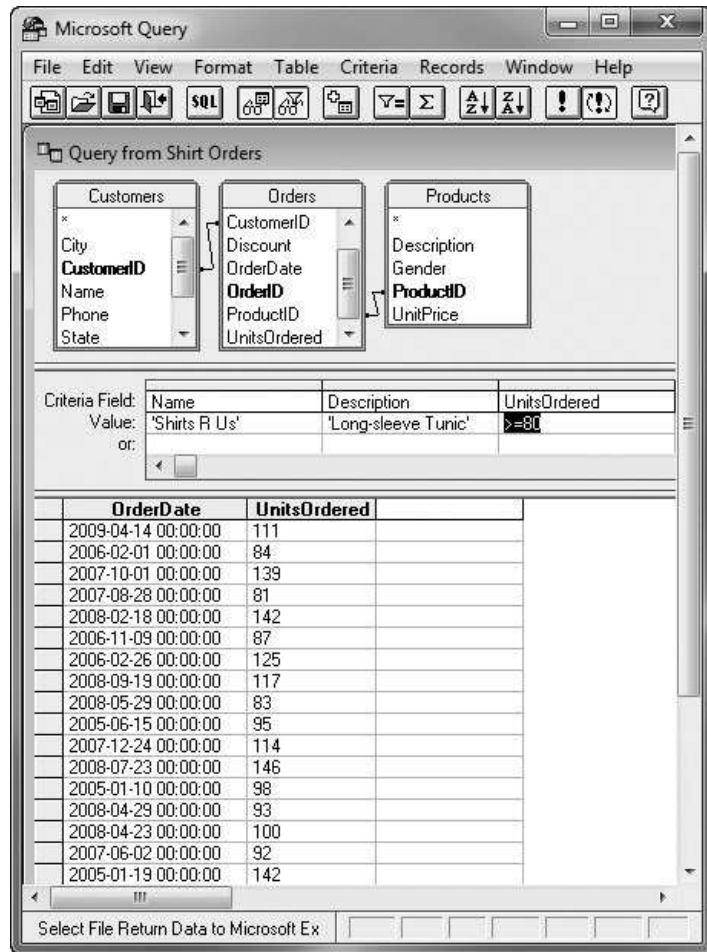 Microsoft Query
File Edit View Format Table Criteria Records Window Help
SQL
Query from Shirt Orders
Customers
*
City
CustomerID
Name
Phone
State
Orders
CustomerID
Discount
OrderDate
OrderID
ProductID
UnitsOrdered
Products
*
Description
Gender
ProductID
UnitPrice
Criteria Field: Name Description UnitsOrdered
Value: 'Shirts R Us' 'Long-sleeve Tunic' >=80
or:
OrderDate UnitsOrdered
2009-04-14 00:00:00 111
2006-02-01 00:00:00 84
2007-10-01 00:00:00 139
2007-08-28 00:00:00 81
2008-02-18 00:00:00 142
2006-11-09 00:00:00 87
2006-02-26 00:00:00 125
2008-09-19 00:00:00 117
2008-05-29 00:00:00 83
2005-06-15 00:00:00 95
2007-12-24 00:00:00 114
2008-07-23 00:00:00 146
2005-01-10 00:00:00 98
2008-04-29 00:00:00 93
2008-04-23 00:00:00 100
2007-06-02 00:00:00 92
2005-01-19 00:00:00 142
Select File Return Data to Microsoft Ex